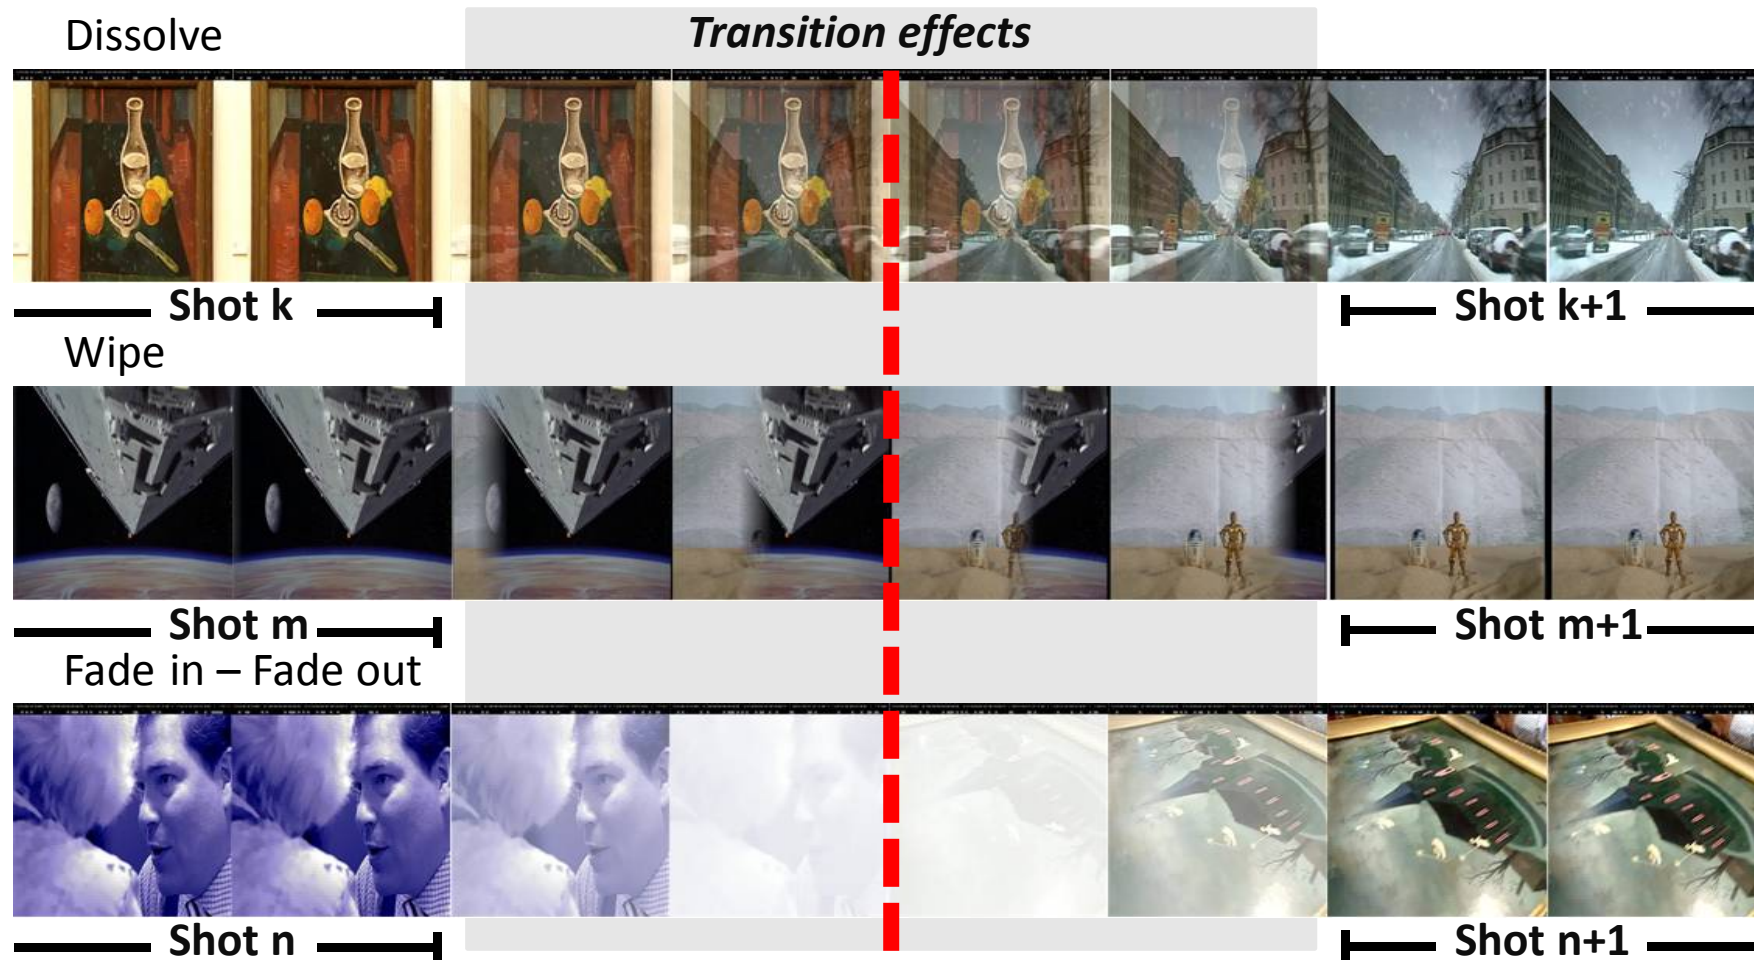 Dissolve
Transition effects
Shot k
Shot k+1
Wipe
Shot m
Shot m+1
Fade in – Fade out
Shot n
Shot n+1